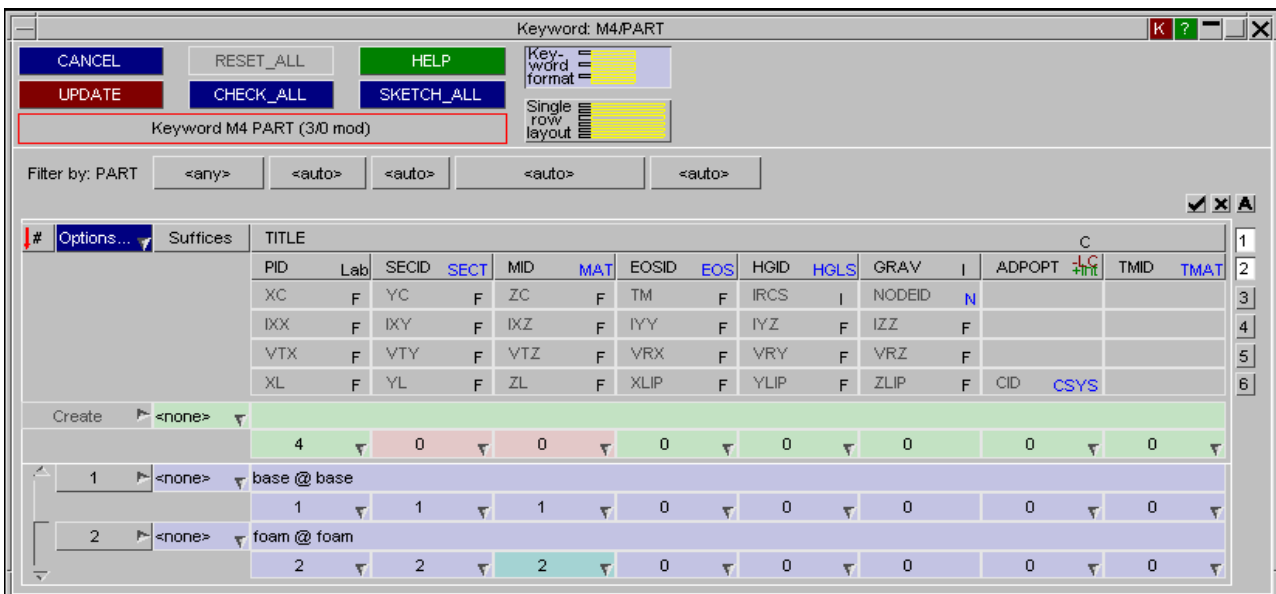 Keyword: M4/PART K ?
CANCEL RESET_ALL HELP Key-word format
UPDATE CHECK_ALL SKETCH_ALL Single row layout
Keyword M4 PART (3/0 mod)
Filter by: PART <any> <auto> <auto> <auto> <auto>
A
# Options... Suffices TITLE C 1
PID Lab SECID SECT MID MAT EOSID EOS HGID HGLS GRAV I ADPOPT -LC +Int TMID TMAT 2
XC F YC F ZC F TM F IRCS I NODEID N 3
IXX F IXY F IXZ F IYY F IYZ F IZZ F 4
VTX F VTY F VTZ F VRX F VRY F VRZ F 5
XL F YL F ZL F XLIP F YLIP F ZLIP F CID CSYS 6
Create <none>
4 0 0 0 0 0 0 0
1 <none> base @ base
1 1 1 0 0 0 0 0
2 <none> foam @ foam
2 2 2 0 0 0 0 0